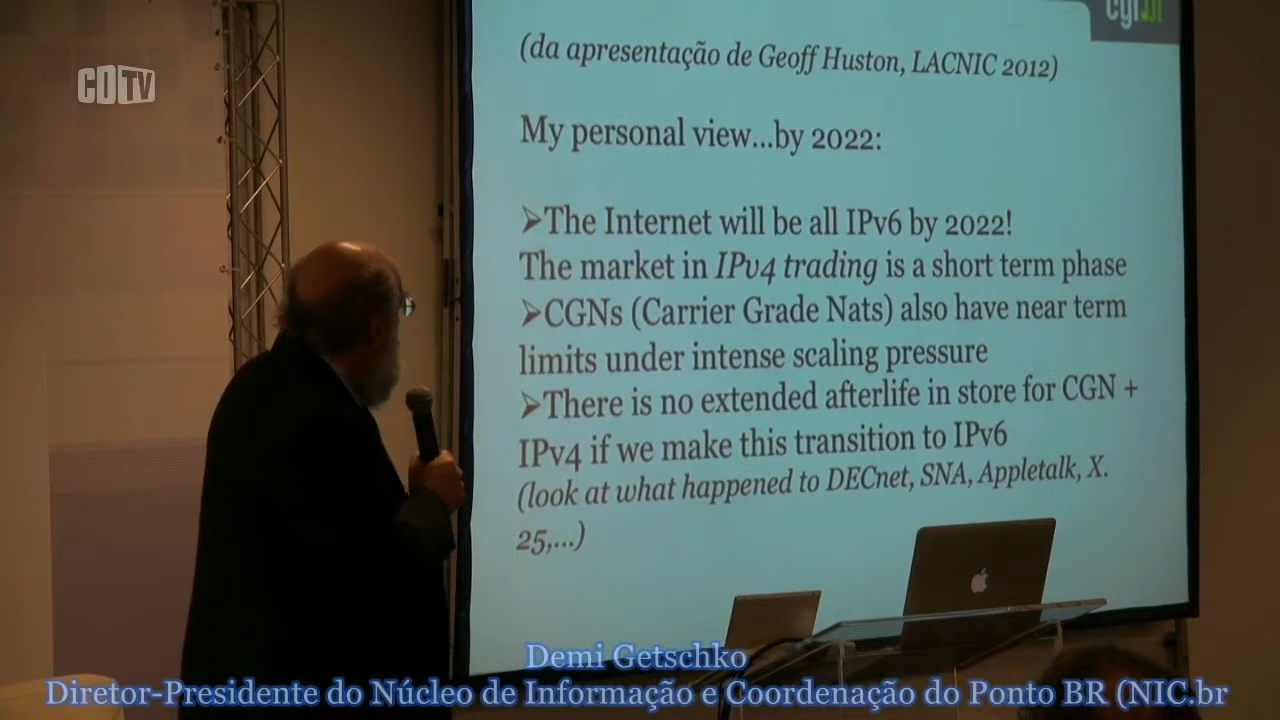 CDTV
cgi.br
(da apresentação de Geoff Huston, LACNIC 2012)
My personal view...by 2022:
➢The Internet will be all IPv6 by 2022!
The market in IPv4 trading is a short term phase
➢CGNs (Carrier Grade Nats) also have near term
limits under intense scaling pressure
➢There is no extended afterlife in store for CGN +
IPv4 if we make this transition to IPv6
(look at what happened to DECnet, SNA, Appletalk, X.
25,...)
Demi Getschko
Diretor-Presidente do Núcleo de Informação e Coordenação do Ponto BR (NIC.br